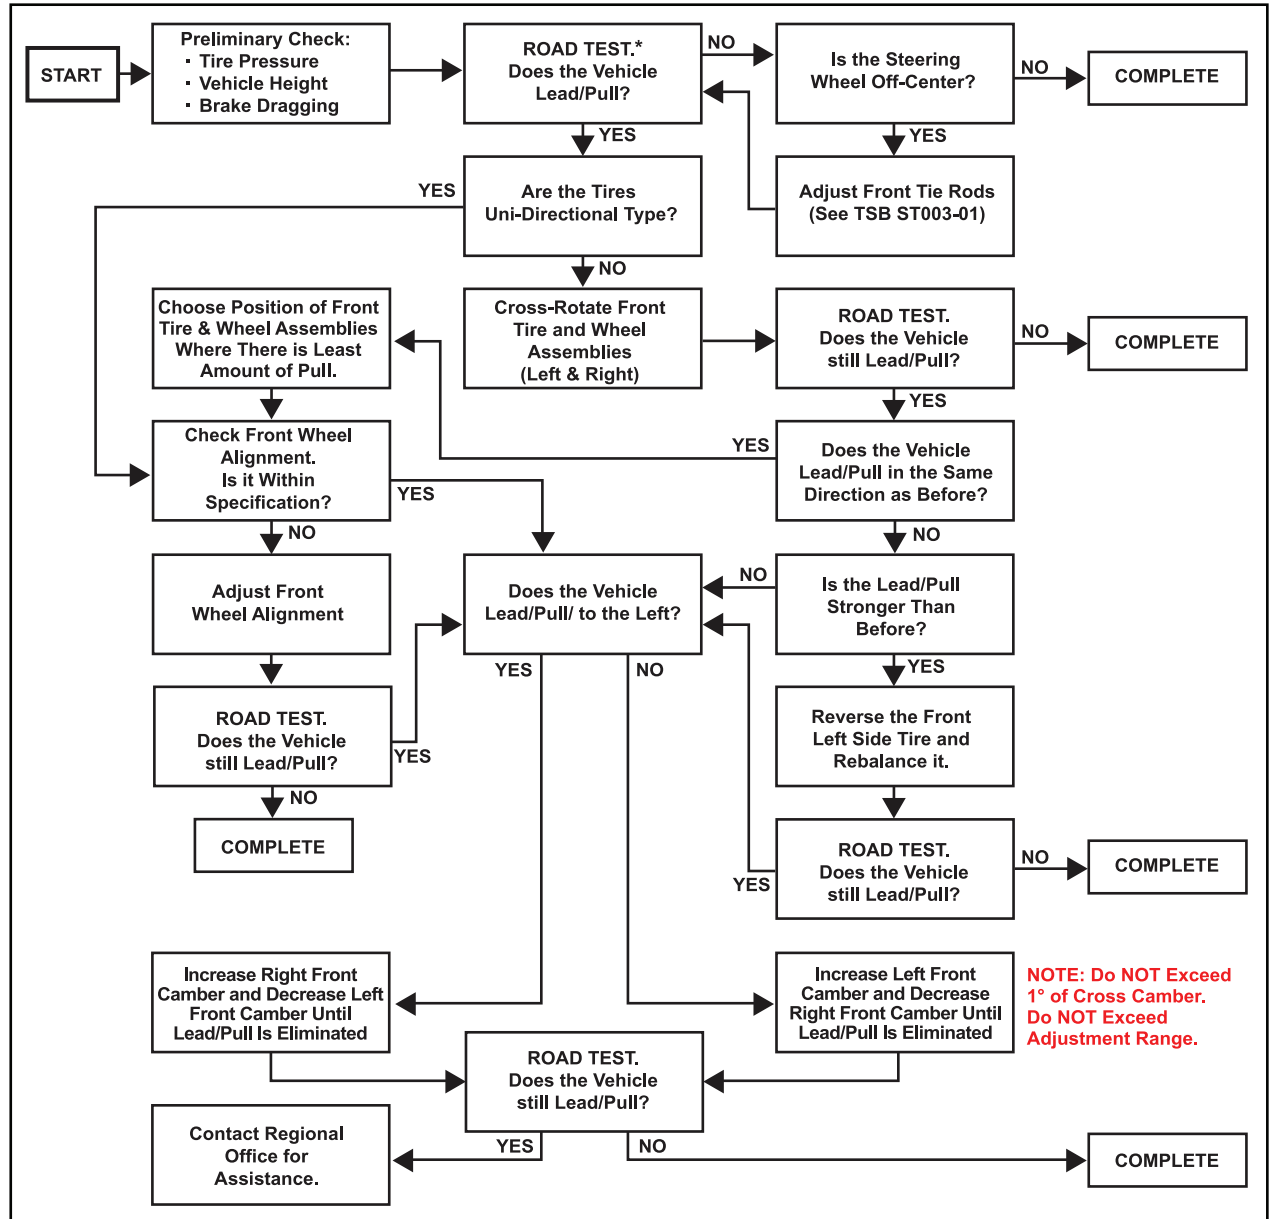 START
Preliminary Check:
· Tire Pressure
· Vehicle Height
· Brake Dragging
ROAD TEST.*
Does the Vehicle
Lead/Pull?
NO
Is the Steering
Wheel Off-Center?
NO
COMPLETE
YES
YES
YES
Are the Tires
Uni-Directional Type?
Adjust Front Tie Rods
(See TSB ST003-01)
NO
Choose Position of Front
Tire & Wheel Assemblies
Where There is Least
Amount of Pull.
Cross-Rotate Front
Tire and Wheel
Assemblies
(Left & Right)
ROAD TEST.
Does the Vehicle
still Lead/Pull?
NO
COMPLETE
YES
Check Front Wheel
Alignment.
Is it Within
Specification?
YES
YES
Does the Vehicle
Lead/Pull in the Same
Direction as Before?
NO
NO
Adjust Front
Wheel Alignment
Does the Vehicle
Lead/Pull/ to the Left?
NO
Is the Lead/Pull
Stronger Than
Before?
YES
NO
YES
ROAD TEST.
Does the Vehicle
still Lead/Pull?
YES
Reverse the Front
Left Side Tire and
Rebalance it.
NO
COMPLETE
YES
ROAD TEST.
Does the Vehicle
still Lead/Pull?
NO
COMPLETE
Increase Right Front
Camber and Decrease Left
Front Camber Until
Lead/Pull Is Eliminated
Increase Left Front
Camber and Decrease
Right Front Camber Until
Lead/Pull Is Eliminated
NOTE: Do NOT Exceed
1° of Cross Camber.
Do NOT Exceed
Adjustment Range.
ROAD TEST.
Does the Vehicle
still Lead/Pull?
Contact Regional
Office for
Assistance.
YES
NO
COMPLETE